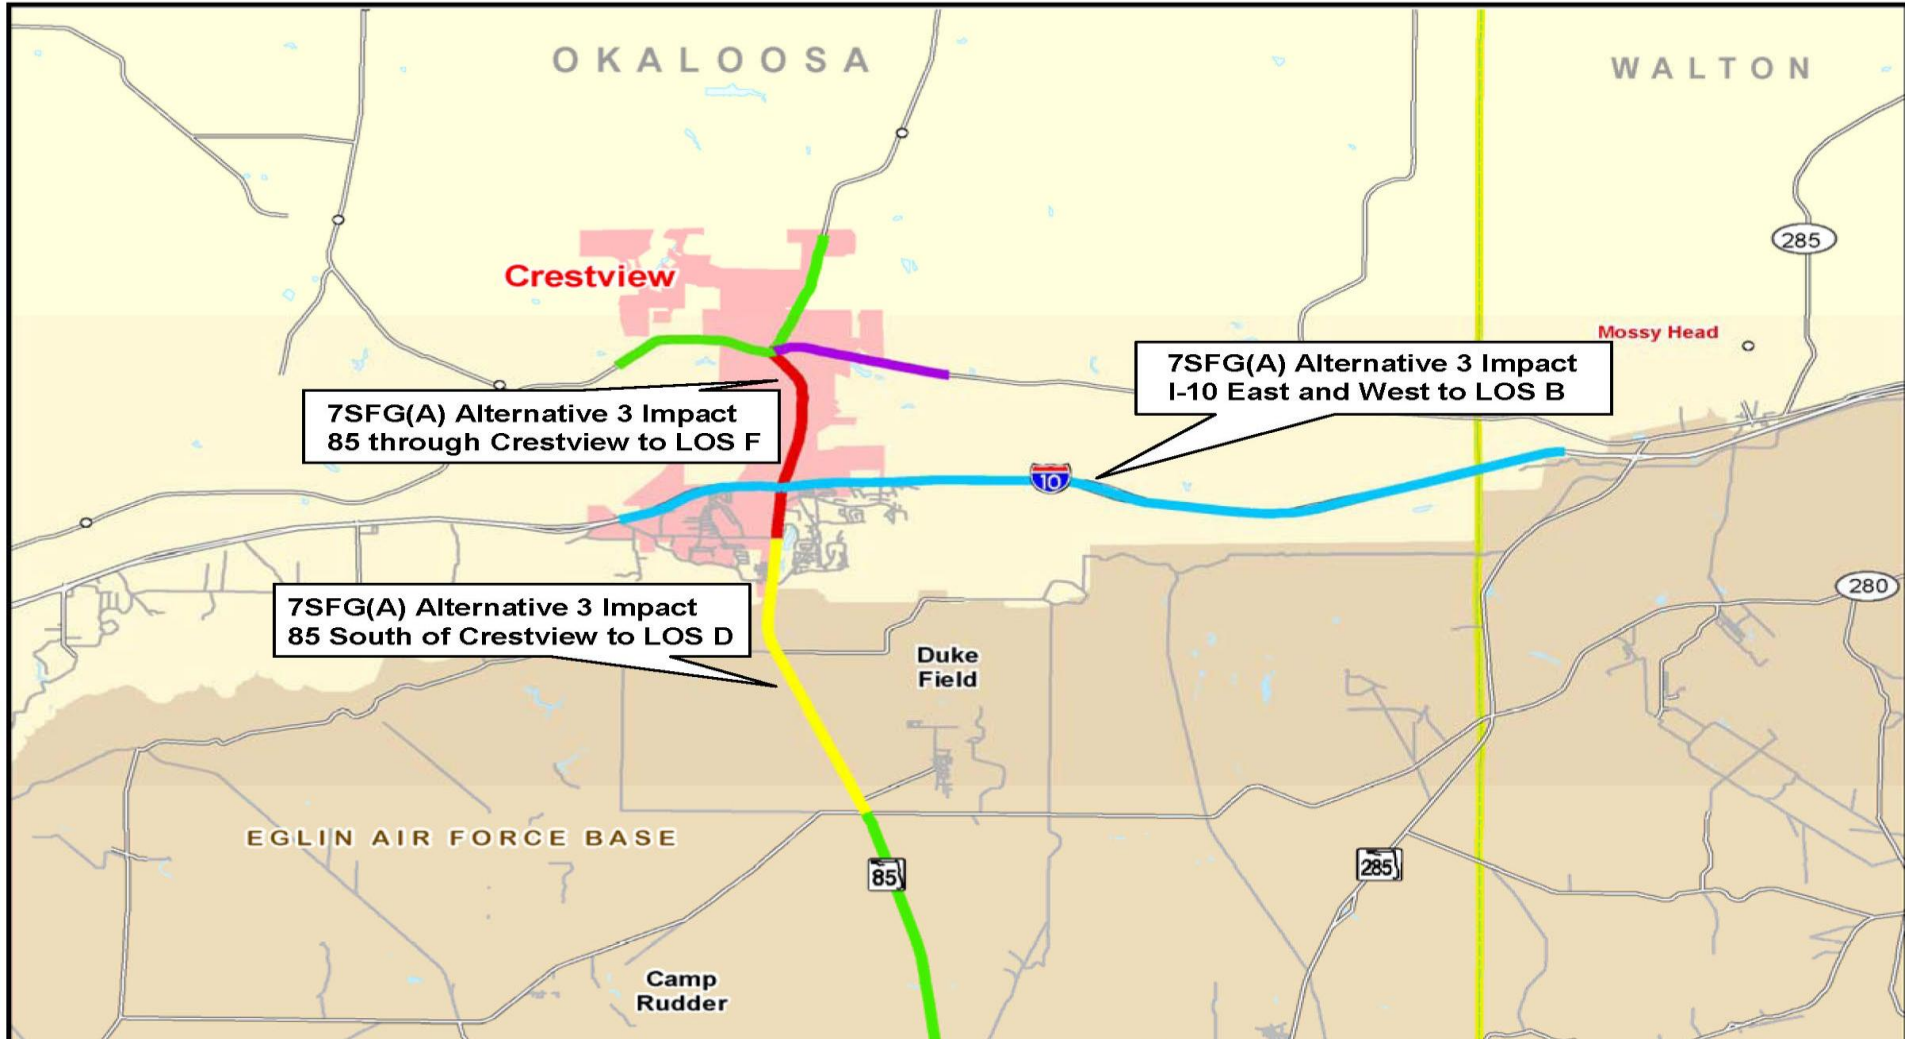 OKALOOSA
WALTON
285
Crestview
Mossy Head
7SFG(A) Alternative 3 Impact
I-10 East and West to LOS B
7SFG(A) Alternative 3 Impact
85 through Crestview to LOS F
10
280
7SFG(A) Alternative 3 Impact
85 South of Crestview to LOS D
Duke
Field
EGLIN AIR FORCE BASE
85
285
Camp
Rudder